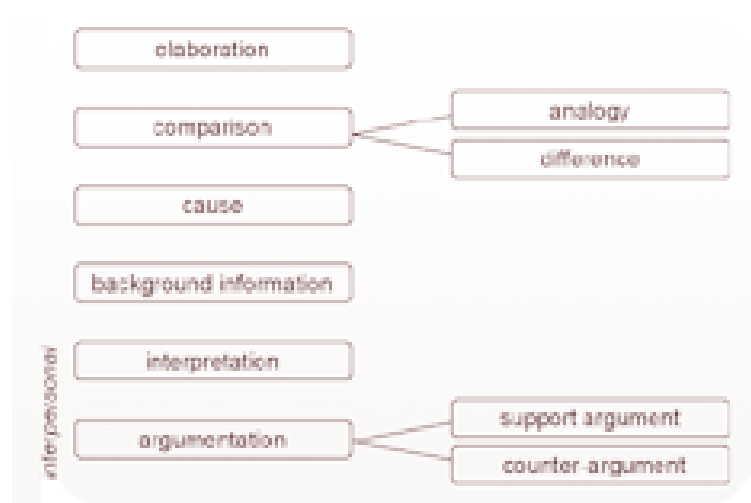 elaboration
comparison
analogy
difference
cause
background information
interpretation
interpersonal
argumentation
support argument
counter-argument